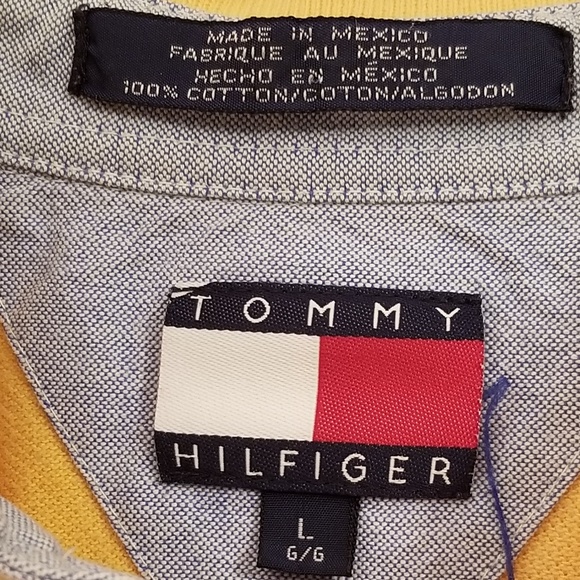 MADE IN MEXICO
FABRIQUE AU MEXIQUE
HECHO EN MÉXICO
100% COTTON/COTON/ALGODON
TOMMY
HILFIGER
L
G/G